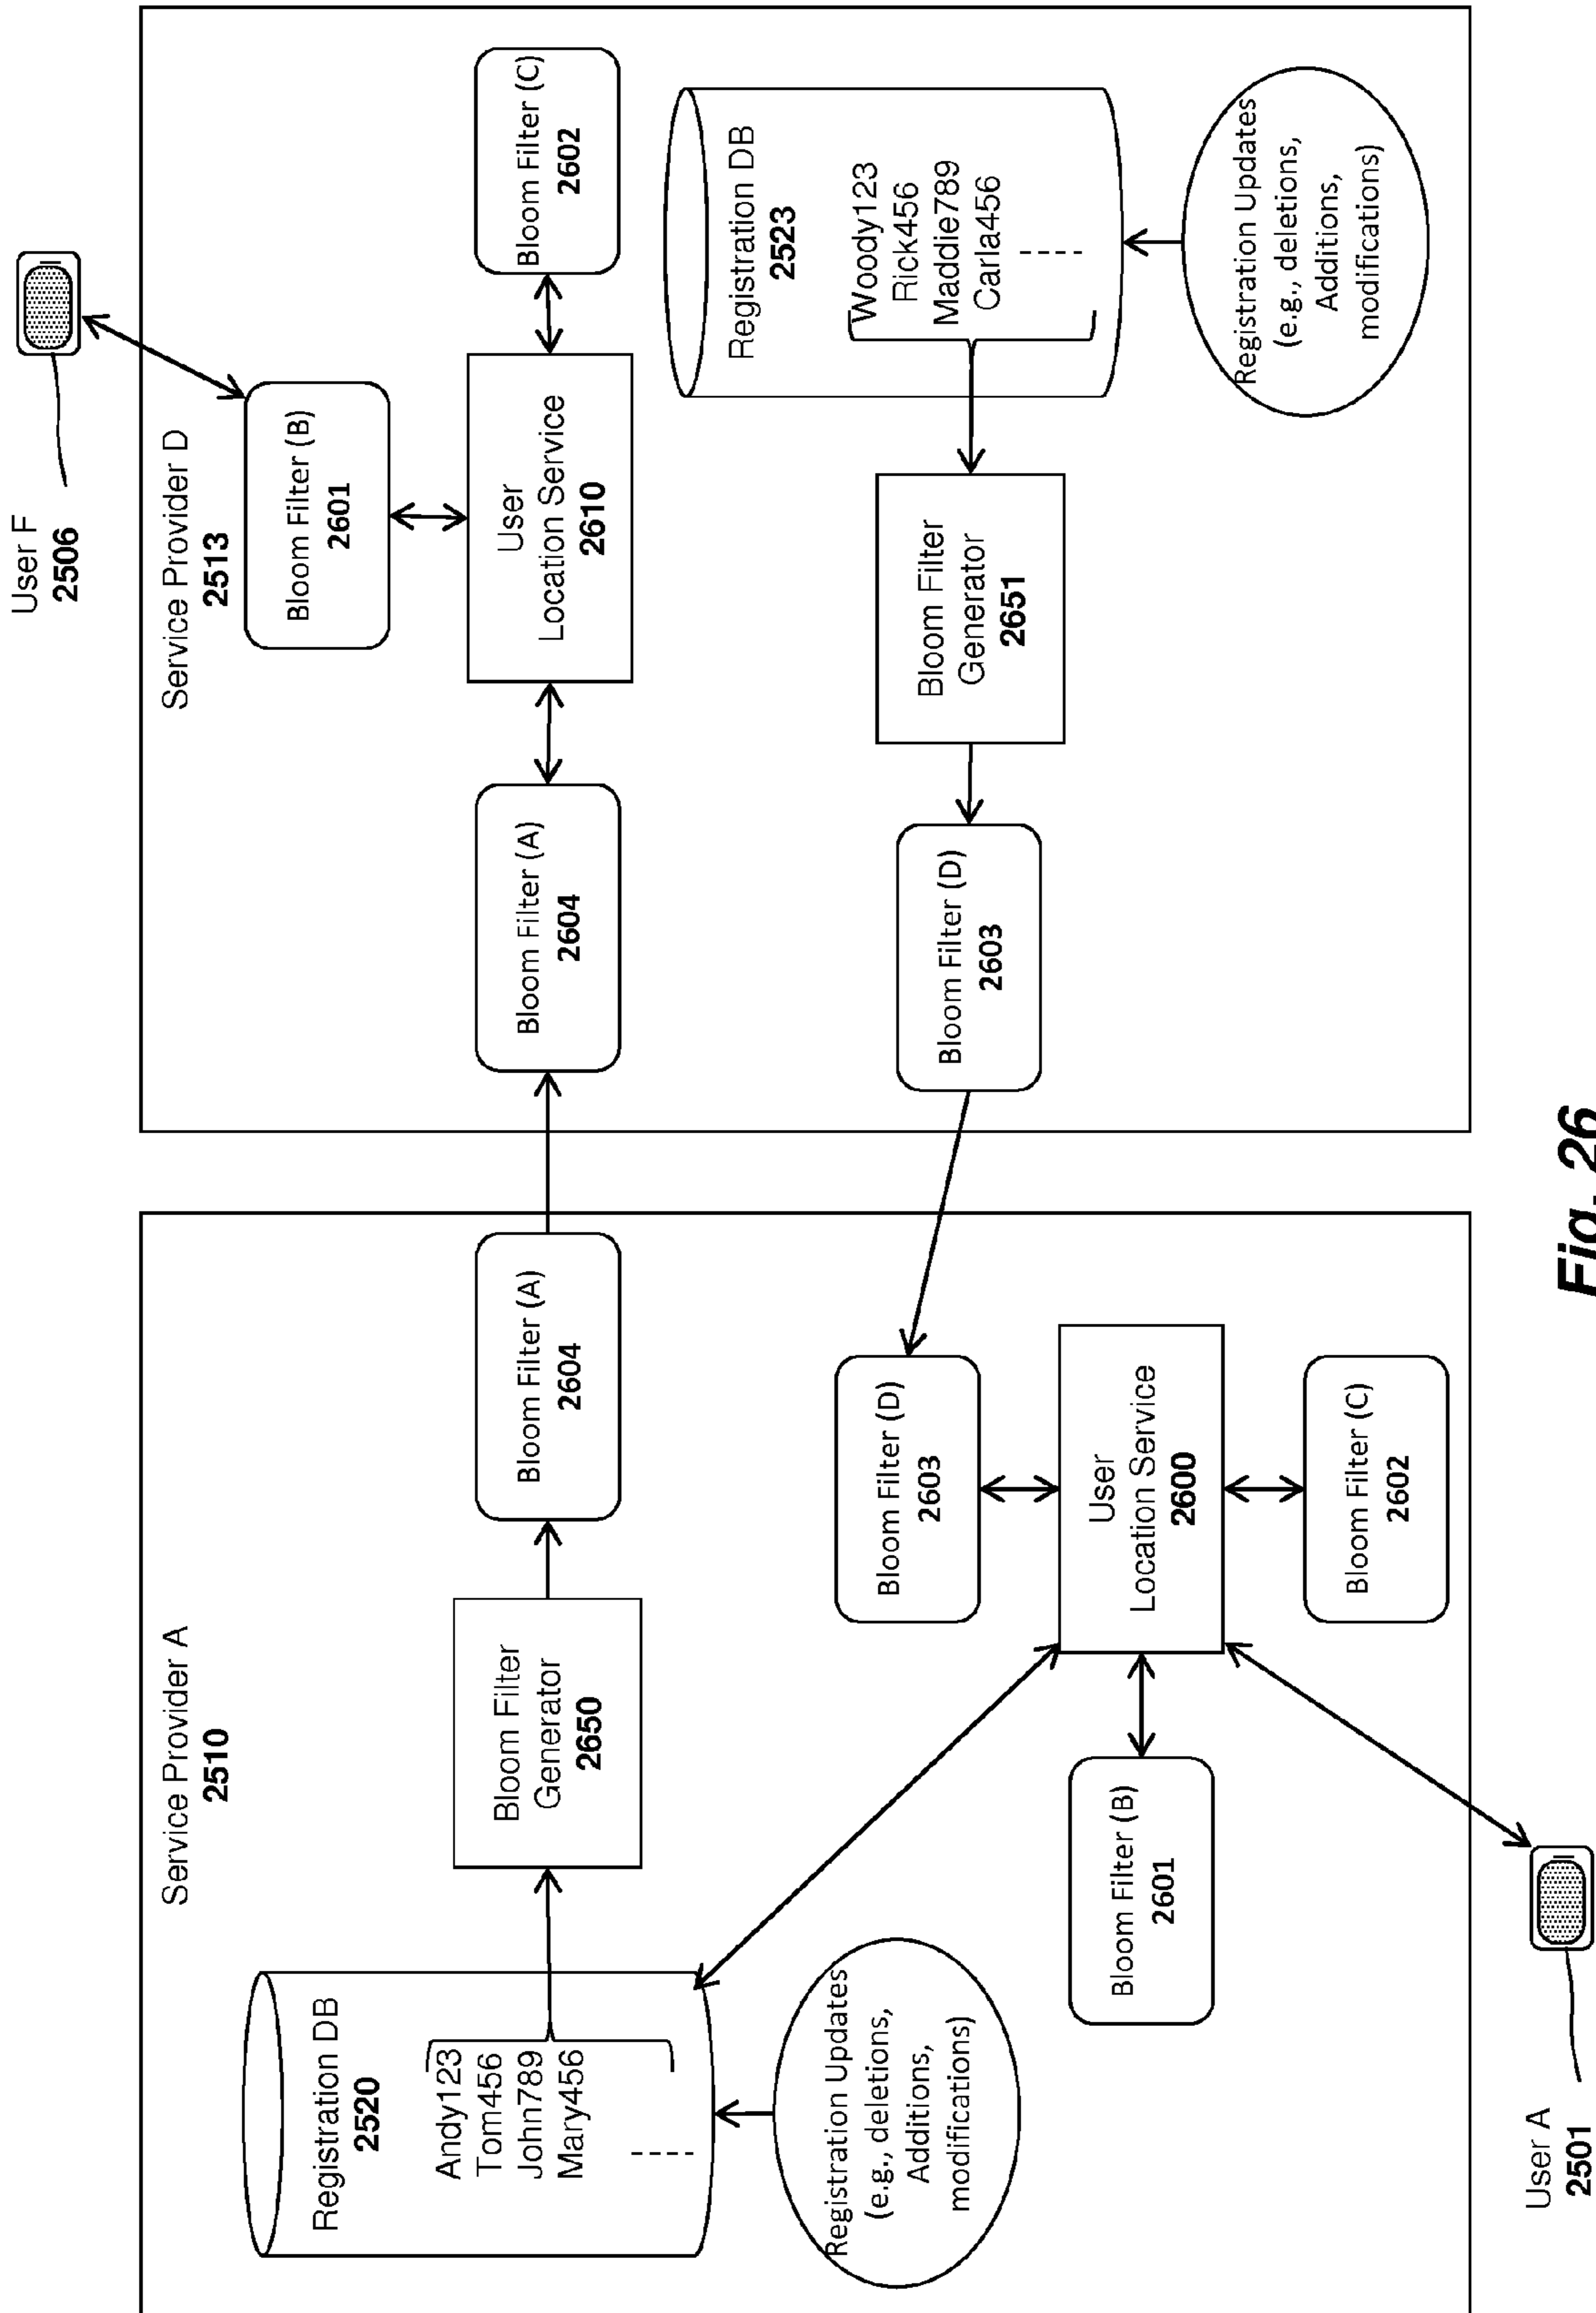 Service Provider A
2510
Registration DB
2520
Andy123
Tom456
John789
Mary456
Registration Updates
(e.g., deletions,
Additions,
modifications)
Bloom Filter
Generator
2650
Bloom Filter (A)
2604
Bloom Filter (D)
2603
User
Location Service
2600
Bloom Filter (B)
2601
Bloom Filter (C)
2602
User A
2501
User F
2506
Service Provider D
2513
Bloom Filter (B)
2601
Bloom Filter (A)
2604
User
Location Service
2610
Bloom Filter (C)
2602
Registration DB
2523
Woody123
Rick456
Maddie789
Carla456
Bloom Filter
Generator
2651
Bloom Filter (D)
2603
Registration Updates
(e.g., deletions,
Additions,
modifications)
Fig. 26